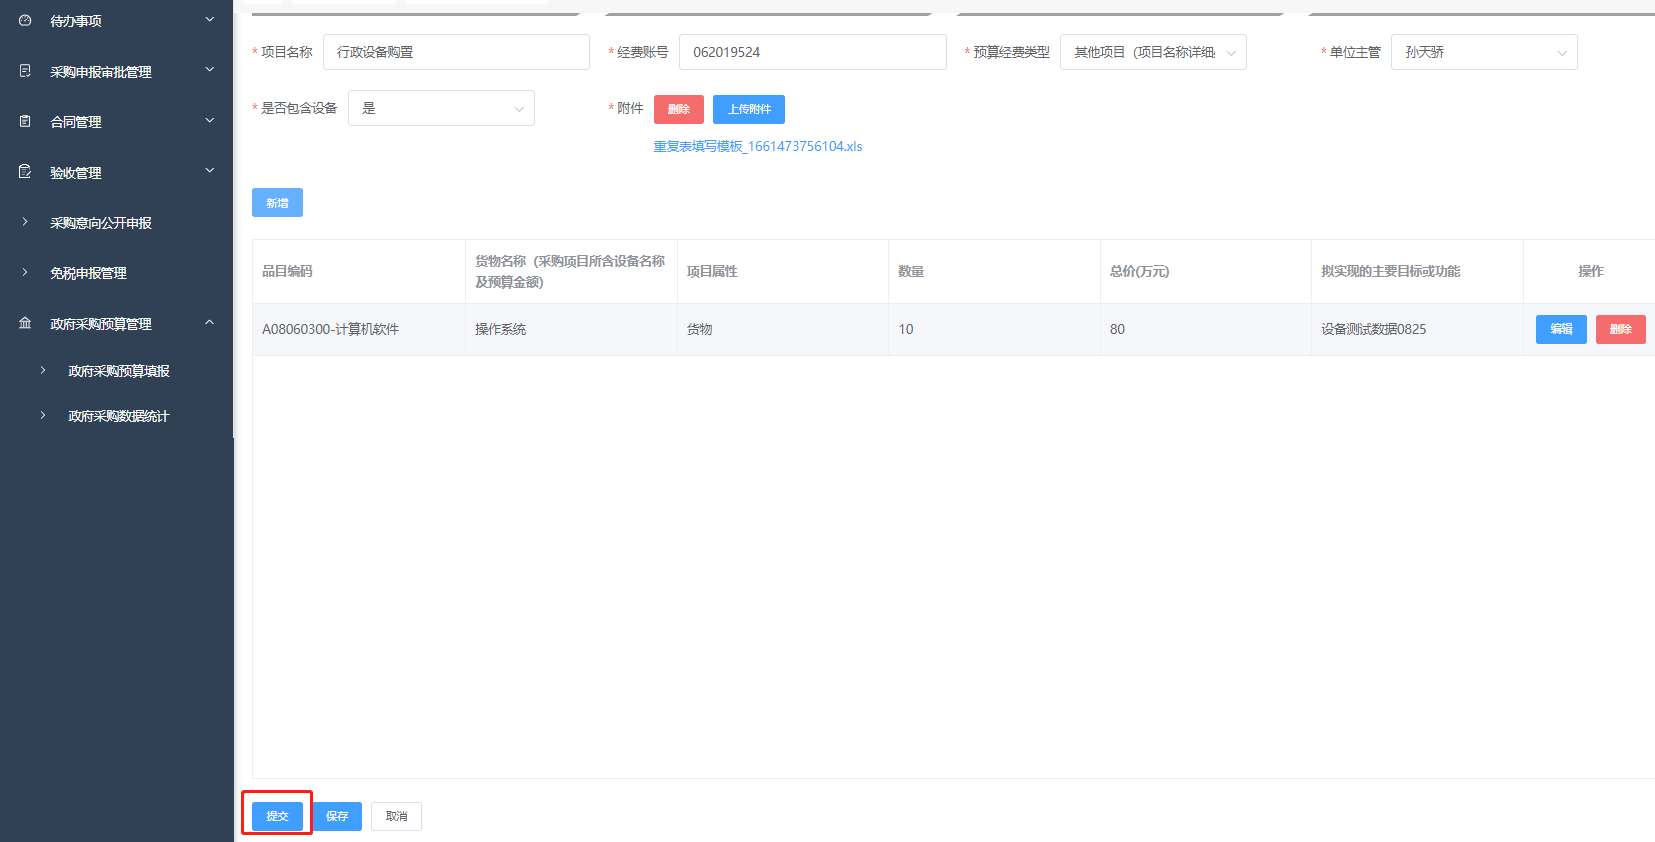 待办事项
采购申报审批管理
合同管理
验收管理
采购意向公开申报
免税申报管理
政府采购预算管理
政府采购预算填报
政府采购数据统计
* 项目名称 行政设备购置 * 经费账号 062019524 * 预算经费类型 其他项目（项目名称详细 * 单位主管 孙天骄
* 是否包含设备 是 * 附件 删除 上传附件
重复表填写模板_1661473756104.xls
新增
品目编码 货物名称（采购项目所含设备名称及预算金额) 项目属性 数量 总价(万元) 拟实现的主要目标或功能 操作
A08060300-计算机软件 操作系统 货物 10 80 设备测试数据0825 编辑 删除
提交 保存 取消